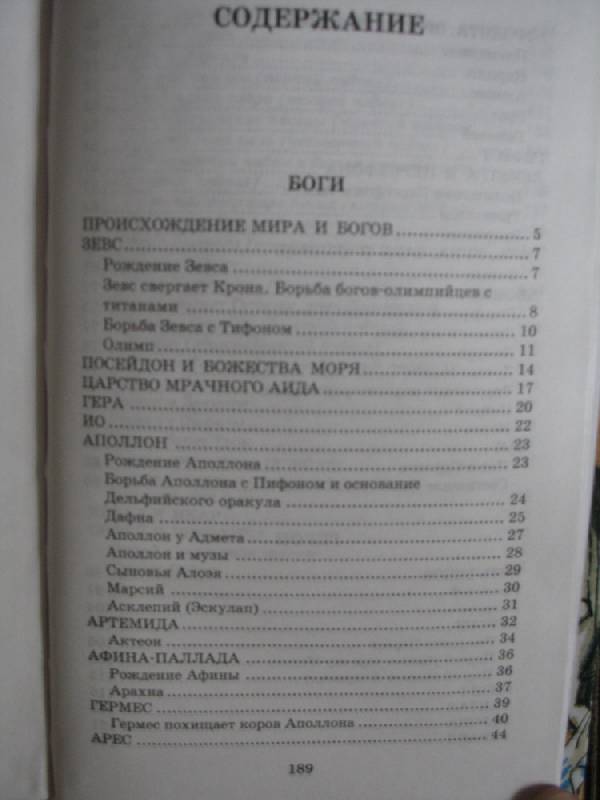 СОДЕРЖАНИЕ
БОГИ
ПРОИСХОЖДЕНИЕ МИРА И БОГОВ 5
ЗЕВС 7
Рождение Зевса 7
Зевс свергает Крона. Борьба богов-олимпийцев с
титанами 8
Борьба Зевса с Тифоном 10
Олимп 11
ПОСЕЙДОН И БОЖЕСТВА МОРЯ 14
ЦАРСТВО МРАЧНОГО АИДА 17
ГЕРА 20
ИО 22
АПОЛЛОН 23
Рождение Аполлона 23
Борьба Аполлона с Пифоном и основание
Дельфийского оракула 24
Дафна 25
Аполлон у Адмета 27
Аполлон и музы 28
Сыновья Алоэя 29
Марсий 30
Асклепий (Эскулап) 31
АРТЕМИДА 32
Актеон 34
АФИНА-ПАЛЛАДА 36
Рождение Афины 36
Арахна 37
ГЕРМЕС 39
Гермес похищает коров Аполлона 40
АРЕС 44
189